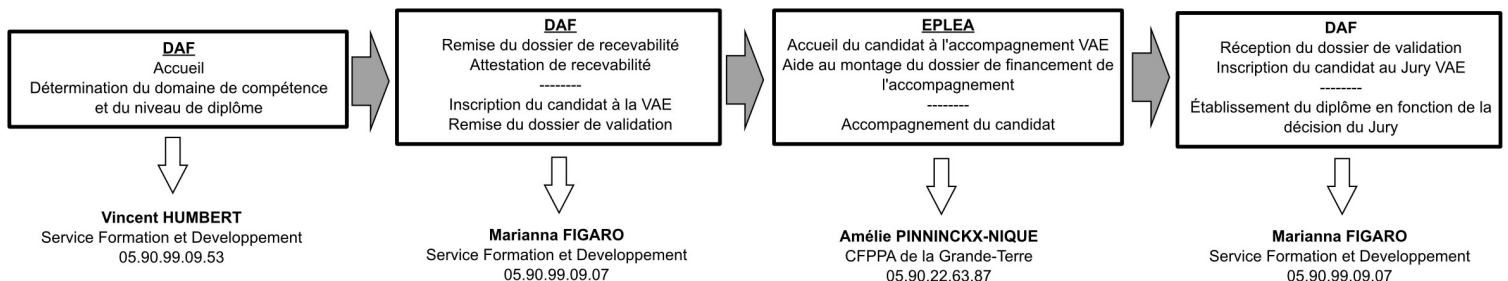 DAF
Accueil
Détermination du domaine de compétence
et du niveau de diplôme
Vincent HUMBERT
Service Formation et Developpement
05.90.99.09.53
DAF
Remise du dossier de recevabilité
Attestation de recevabilité
--------
Inscription du candidat à la VAE
Remise du dossier de validation
Marianna FIGARO
Service Formation et Developpement
05.90.99.09.07
EPLEA
Accueil du candidat à l'accompagnement VAE
Aide au montage du dossier de financement de
l'accompagnement
--------
Accompagnement du candidat
Amélie PINNINCKX-NIQUE
CFPPA de la Grande-Terre
05.90.22.63.87
DAF
Réception du dossier de validation
Inscription du candidat au Jury VAE
--------
Établissement du diplôme en fonction de la
décision du Jury
Marianna FIGARO
Service Formation et Developpement
05.90.99.09.07